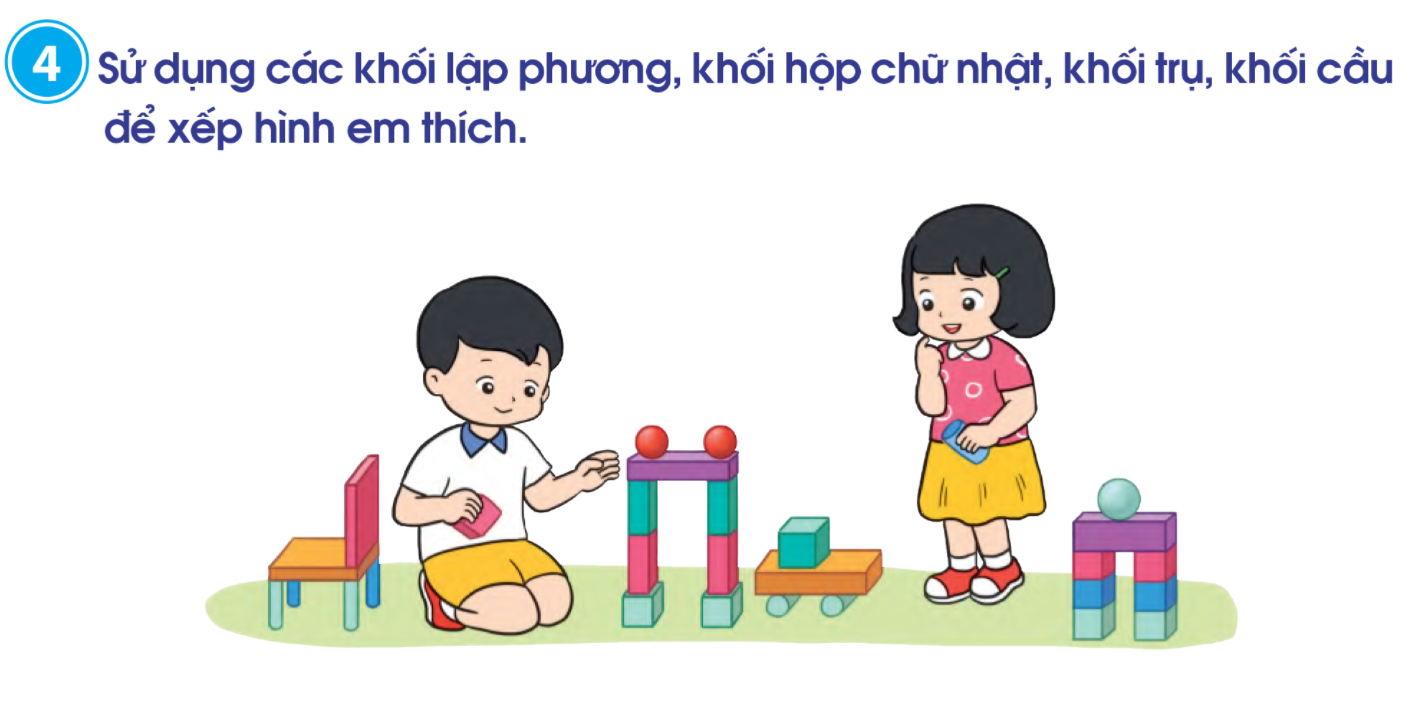 4 Sử dụng các khối lập phương, khối hộp chữ nhật, khối trụ, khối cầu
để xếp hình em thích.